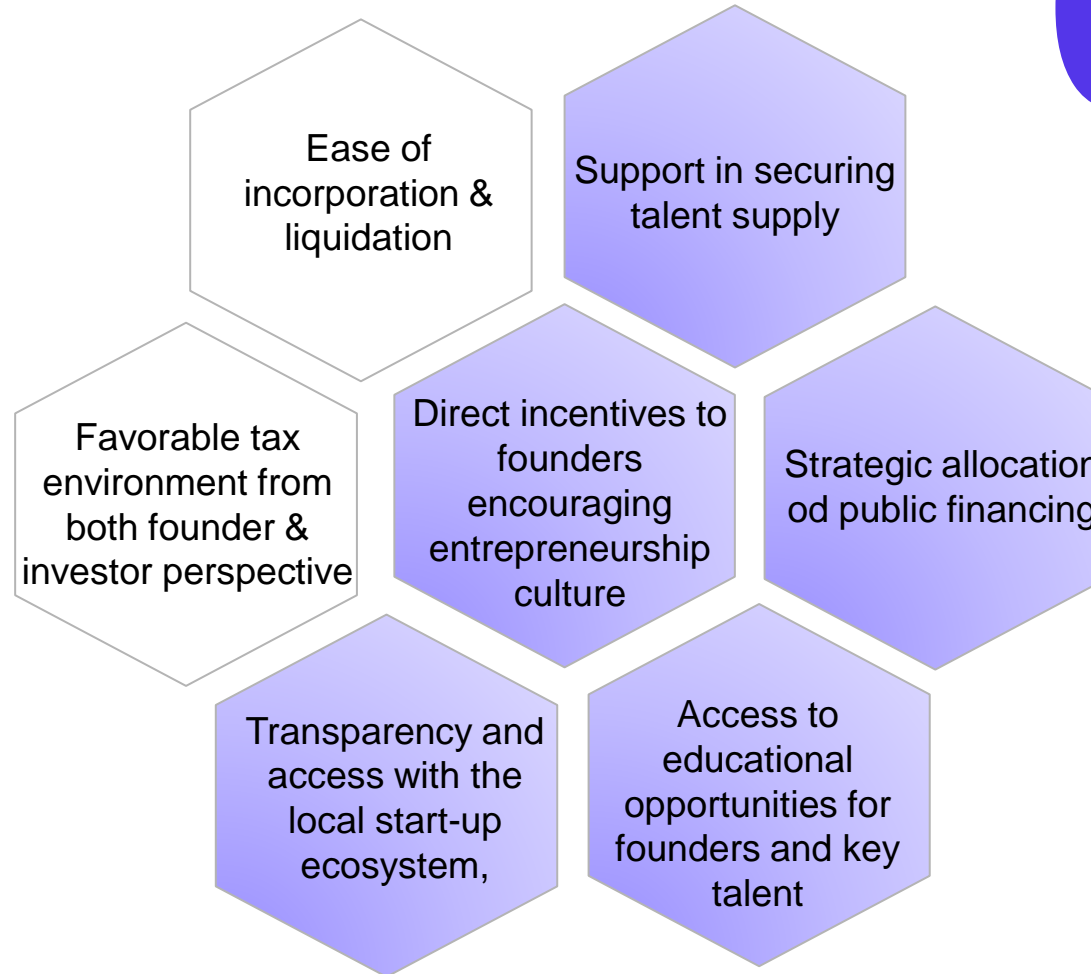 Ease of
incorporation &
liquidation
Support in securing
talent supply
Favorable tax
environment from
both founder &
investor perspective
Direct incentives to
founders
encouraging
entrepreneurship
culture
Strategic allocation
od public financing
Transparency and
access with the
local start-up
ecosystem,
Access to
educational
opportunities for
founders and key
talent